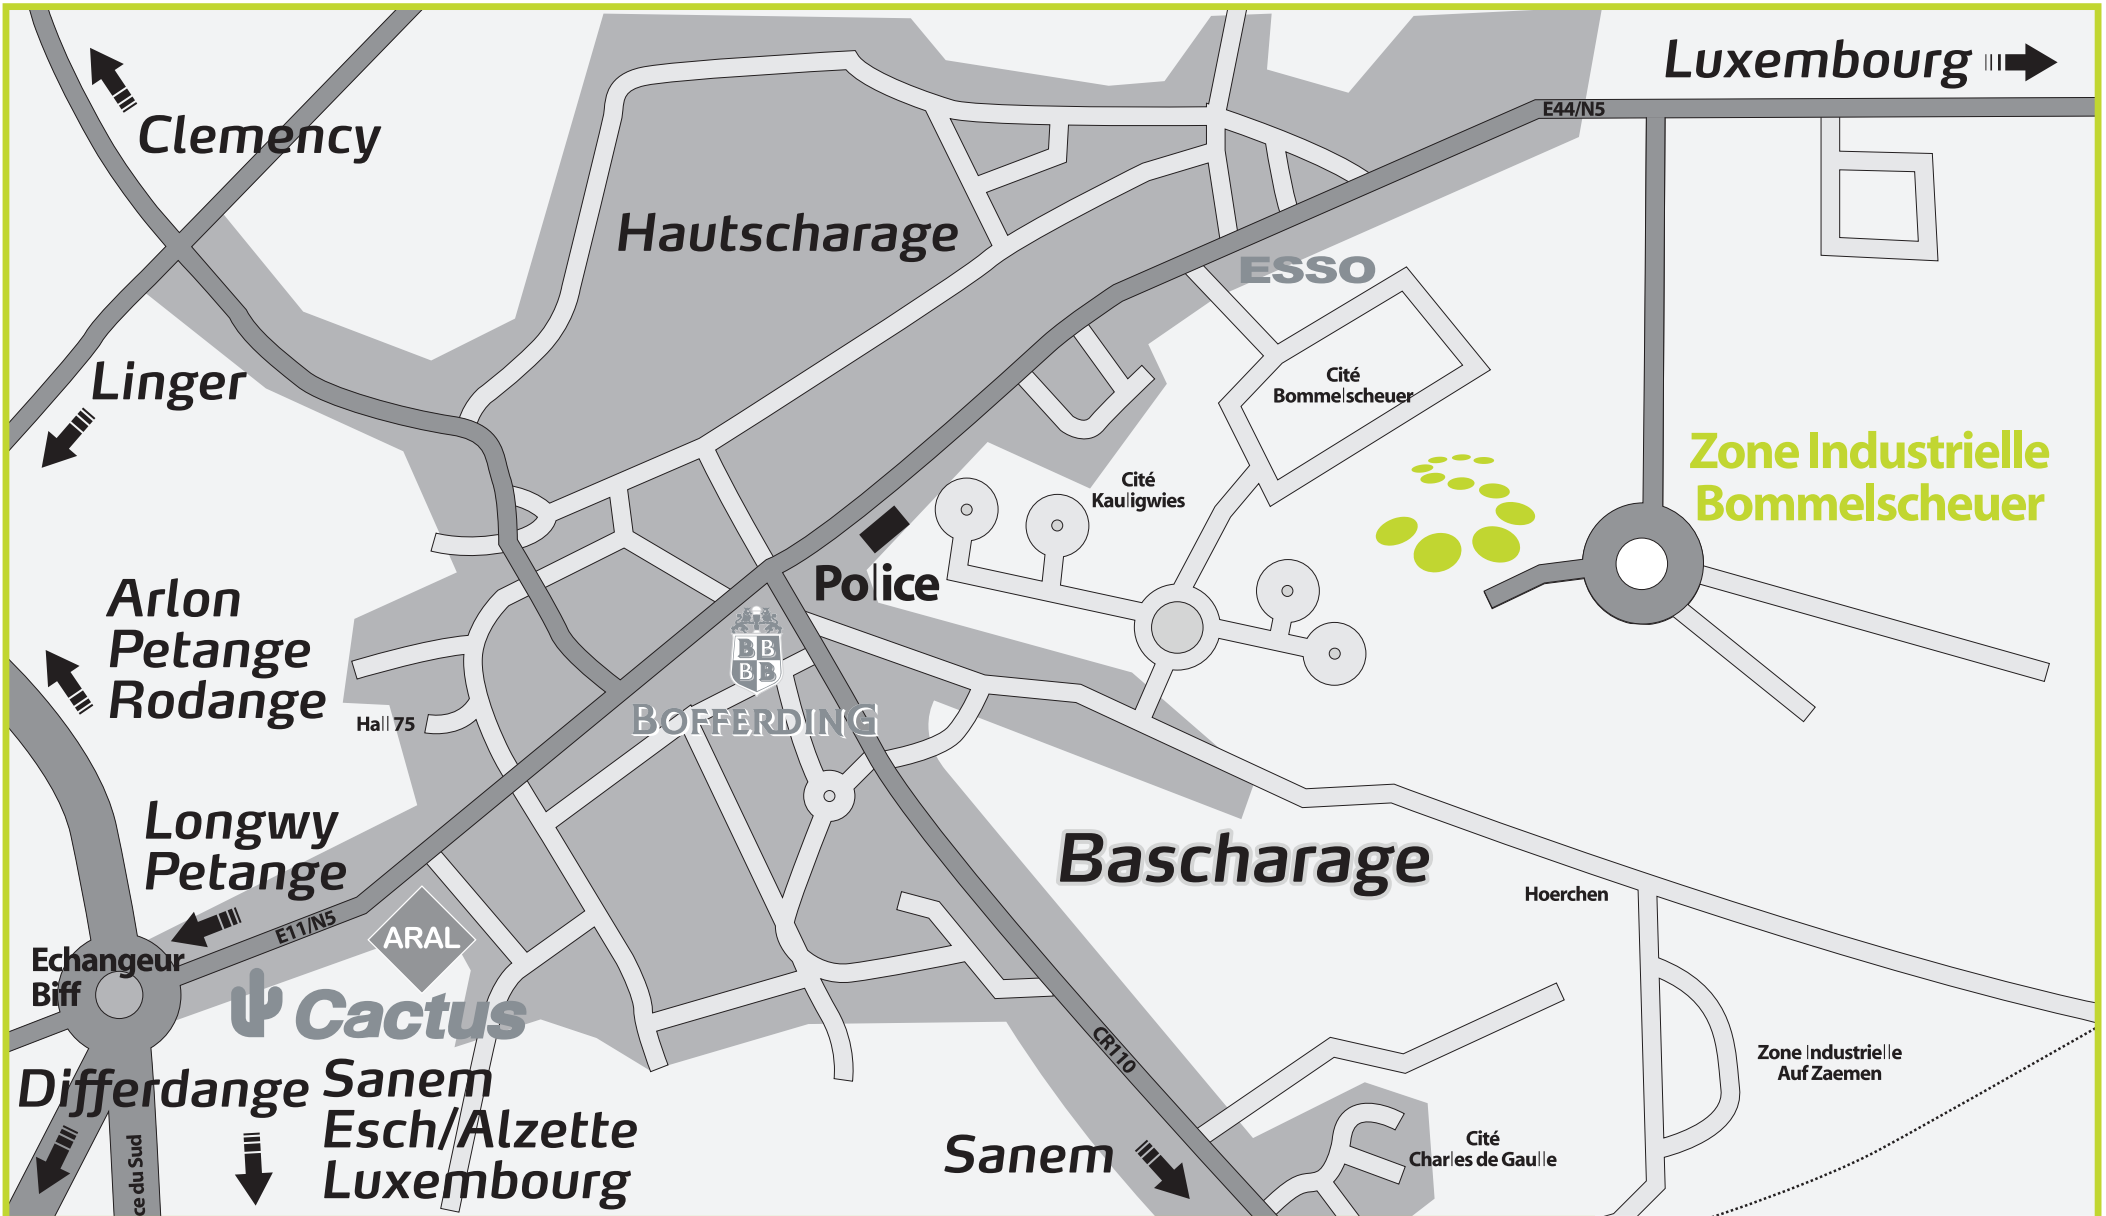 Luxembourg
E44/N5
Clemency
Hautscharage
ESSO
Linger
Cité
Bommelscheuer
Zone Industrielle
Bommelscheuer
Cité
Kauligwies
Police
Arlon
Petange
Rodange
Hall 75
B B
B B
BOFFERDING
Longwy
Petange
Bascharage
Hoerchen
E11/N5
ARAL
Echangeur
Biff
Cactus
CR110
Zone Industrielle
Auf Zaemen
Differdange
Sanem
Esch/Alzette
Luxembourg
Sanem
Cité
Charles de Gaulle
ce du Sud